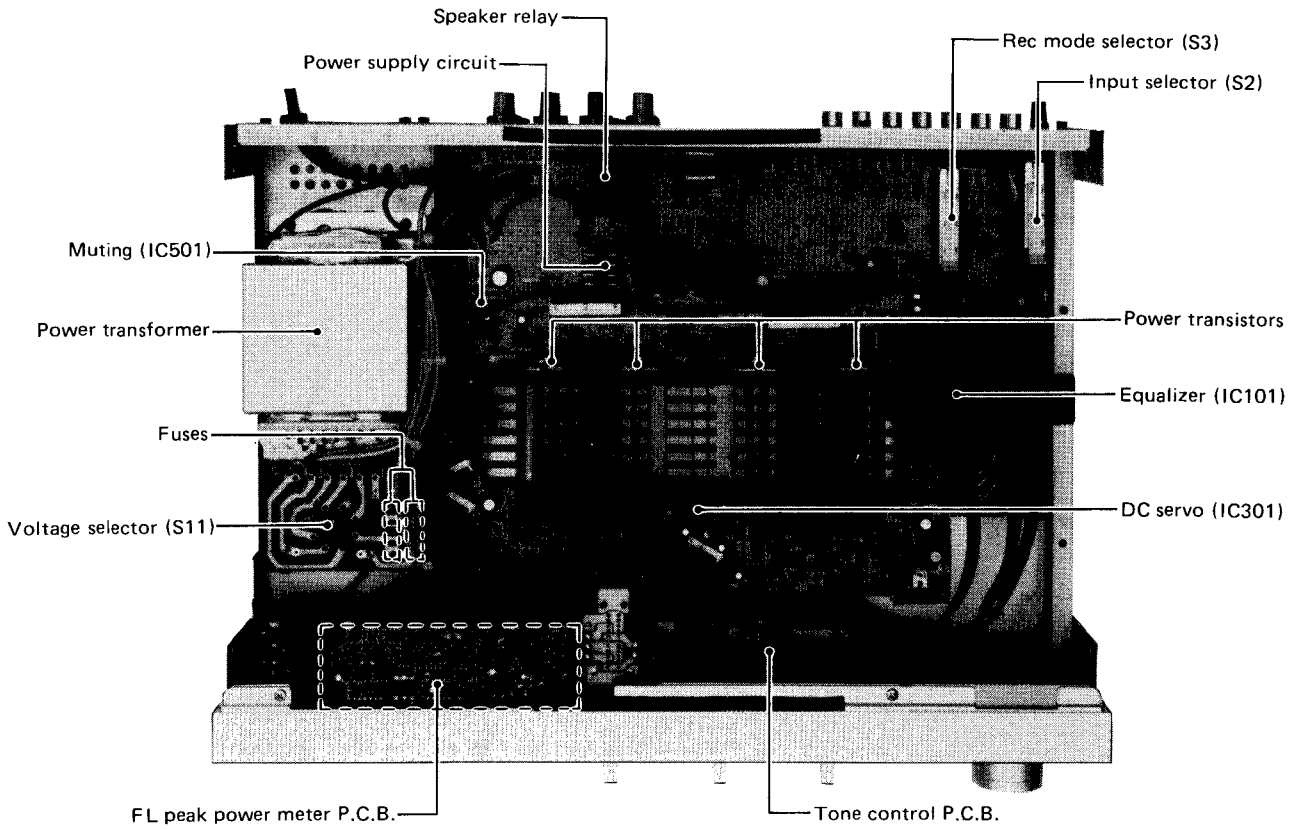 Speaker relay
Rec mode selector (S3)
Power supply circuit
Input selector (S2)
Muting (IC501)
Power transformer
Power transistors
Equalizer (IC101)
Fuses
Voltage selector (S11)
DC servo (IC301)
FL peak power meter P.C.B.
Tone control P.C.B.